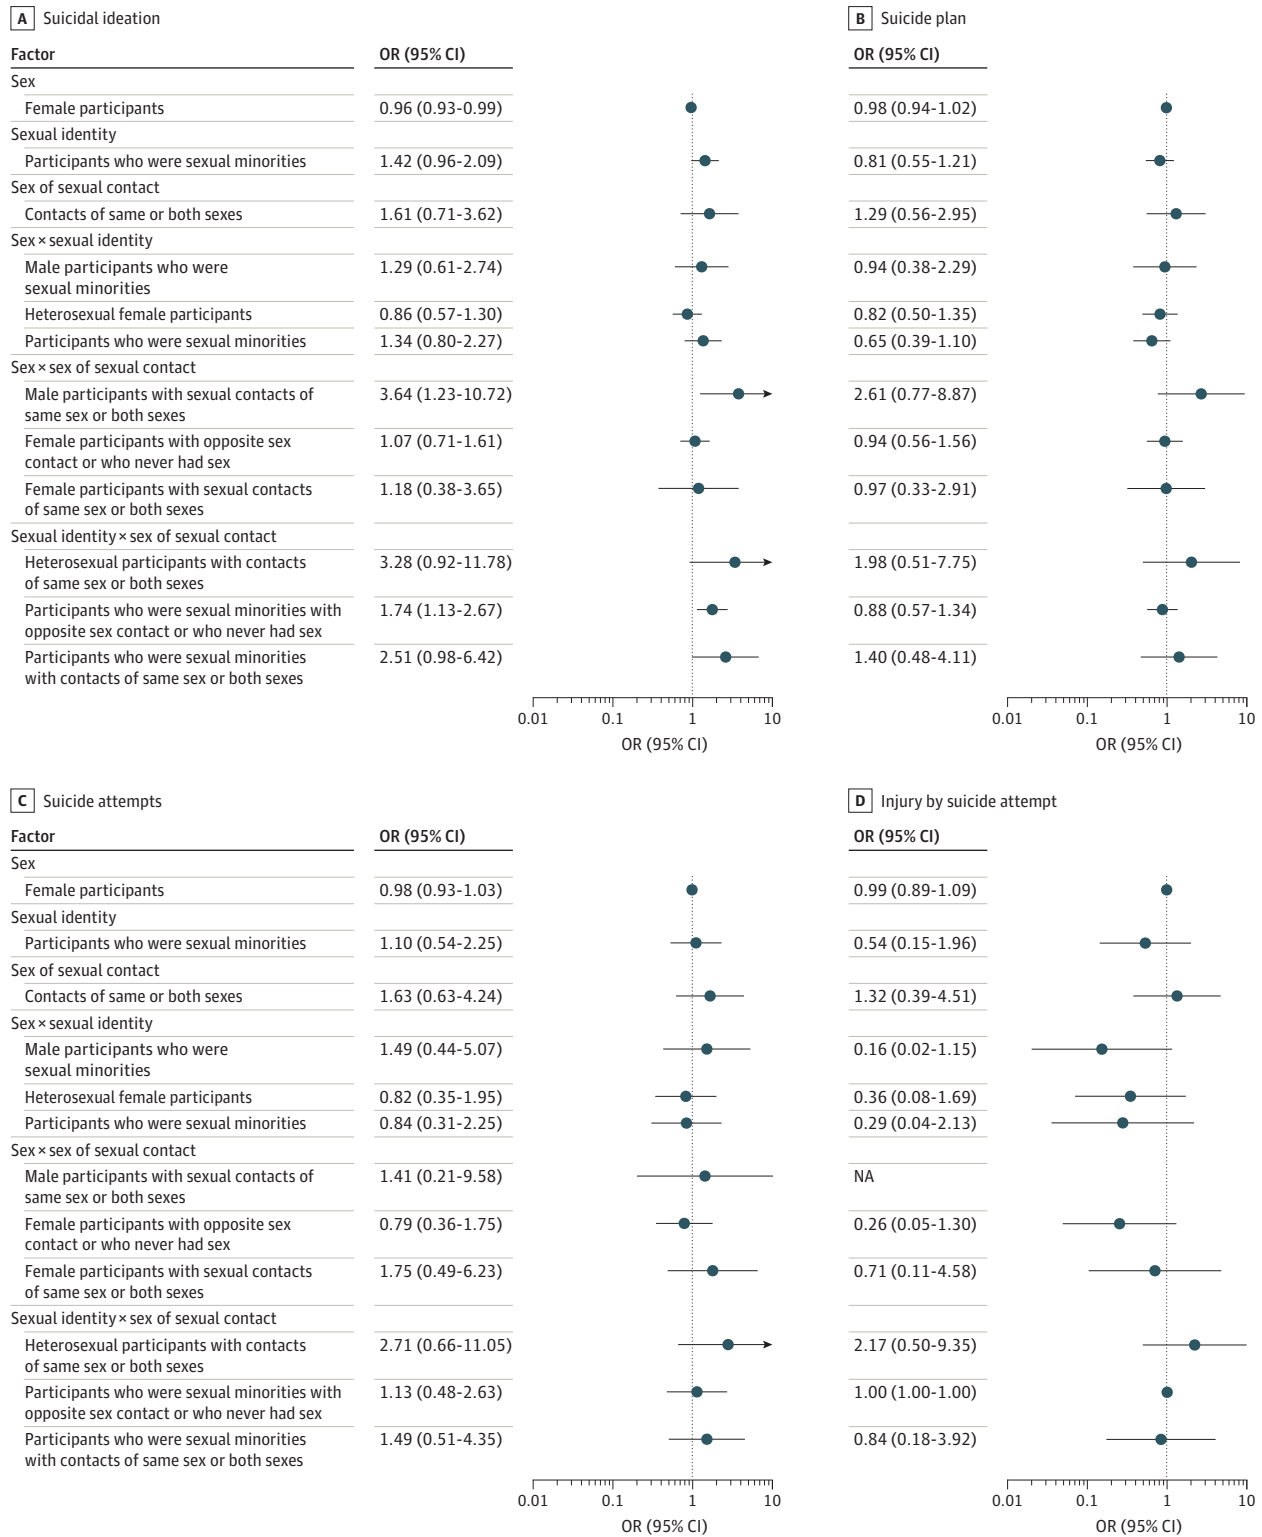 A Suicidal ideation
Factor OR (95% CI)
Sex
Female participants 0.96 (0.93-0.99)
Sexual identity
Participants who were sexual minorities 1.42 (0.96-2.09)
Sex of sexual contact
Contacts of same or both sexes 1.61 (0.71-3.62)
Sex × sexual identity
Male participants who were 1.29 (0.61-2.74)
sexual minorities
Heterosexual female participants 0.86 (0.57-1.30)
Participants who were sexual minorities 1.34 (0.80-2.27)
Sex × sex of sexual contact
Male participants with sexual contacts of 3.64 (1.23-10.72)
same sex or both sexes
Female participants with opposite sex 1.07 (0.71-1.61)
contact or who never had sex
Female participants with sexual contacts 1.18 (0.38-3.65)
of same sex or both sexes
Sexual identity × sex of sexual contact
Heterosexual participants with contacts 3.28 (0.92-11.78)
of same sex or both sexes
Participants who were sexual minorities with 1.74 (1.13-2.67)
opposite sex contact or who never had sex
Participants who were sexual minorities 2.51 (0.98-6.42)
with contacts of same sex or both sexes
0.01 0.1 1 10
OR (95% CI)
B Suicide plan
OR (95% CI)
0.98 (0.94-1.02)
0.81 (0.55-1.21)
1.29 (0.56-2.95)
0.94 (0.38-2.29)
0.82 (0.50-1.35)
0.65 (0.39-1.10)
2.61 (0.77-8.87)
0.94 (0.56-1.56)
0.97 (0.33-2.91)
1.98 (0.51-7.75)
0.88 (0.57-1.34)
1.40 (0.48-4.11)
0.01 0.1 1 10
OR (95% CI)
C Suicide attempts
Factor OR (95% CI)
Sex
Female participants 0.98 (0.93-1.03)
Sexual identity
Participants who were sexual minorities 1.10 (0.54-2.25)
Sex of sexual contact
Contacts of same or both sexes 1.63 (0.63-4.24)
Sex × sexual identity
Male participants who were 1.49 (0.44-5.07)
sexual minorities
Heterosexual female participants 0.82 (0.35-1.95)
Participants who were sexual minorities 0.84 (0.31-2.25)
Sex × sex of sexual contact
Male participants with sexual contacts of 1.41 (0.21-9.58)
same sex or both sexes
Female participants with opposite sex 0.79 (0.36-1.75)
contact or who never had sex
Female participants with sexual contacts 1.75 (0.49-6.23)
of same sex or both sexes
Sexual identity × sex of sexual contact
Heterosexual participants with contacts 2.71 (0.66-11.05)
of same sex or both sexes
Participants who were sexual minorities with 1.13 (0.48-2.63)
opposite sex contact or who never had sex
Participants who were sexual minorities 1.49 (0.51-4.35)
with contacts of same sex or both sexes
0.01 0.1 1 10
OR (95% CI)
D Injury by suicide attempt
OR (95% CI)
0.99 (0.89-1.09)
0.54 (0.15-1.96)
1.32 (0.39-4.51)
0.16 (0.02-1.15)
0.36 (0.08-1.69)
0.29 (0.04-2.13)
NA
0.26 (0.05-1.30)
0.71 (0.11-4.58)
2.17 (0.50-9.35)
1.00 (1.00-1.00)
0.84 (0.18-3.92)
0.01 0.1 1 10
OR (95% CI)